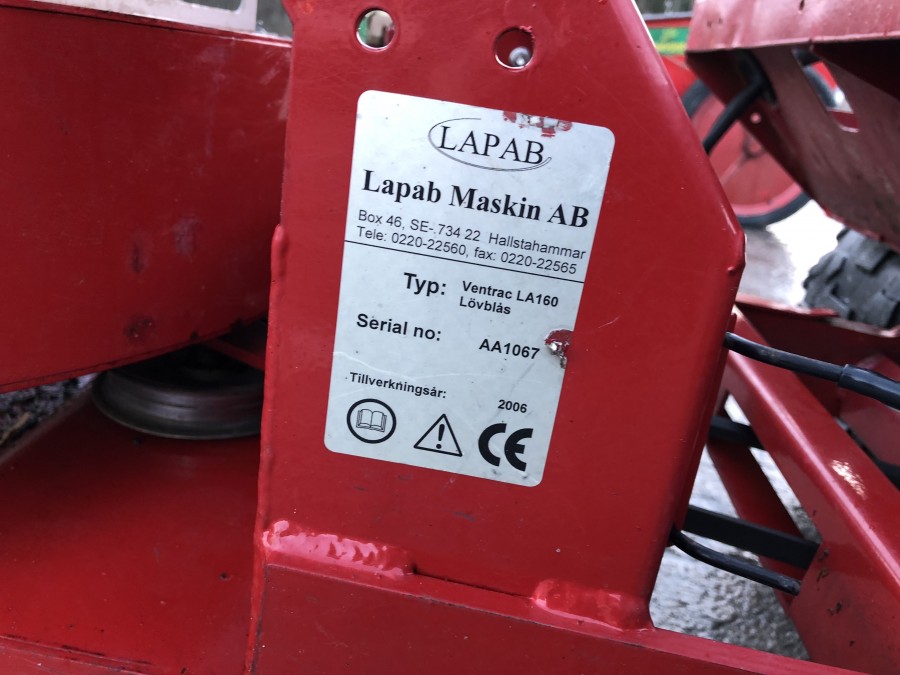 LAPAB
Lapab Maskin AB
Box 46, SE-.734 22 Hallstahammar
Tele: 0220-22560, fax: 0220-22565
Typ: Ventrac LA160
Lövblås
Serial no: AA1067
Tillverkningsår: 2006
CE